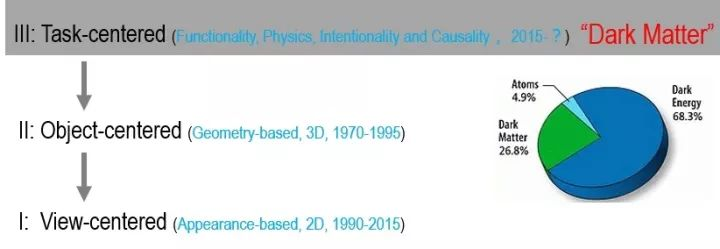 III: Task-centered (Functionality, Physics, Intentionality and Causality，2015-？) “Dark Matter”
II: Object-centered (Geometry-based, 3D, 1970-1995)
I: View-centered (Appearance-based, 2D, 1990-2015)
Atoms
4.9%
Dark
Matter
26.8%
Dark
Energy
68.3%